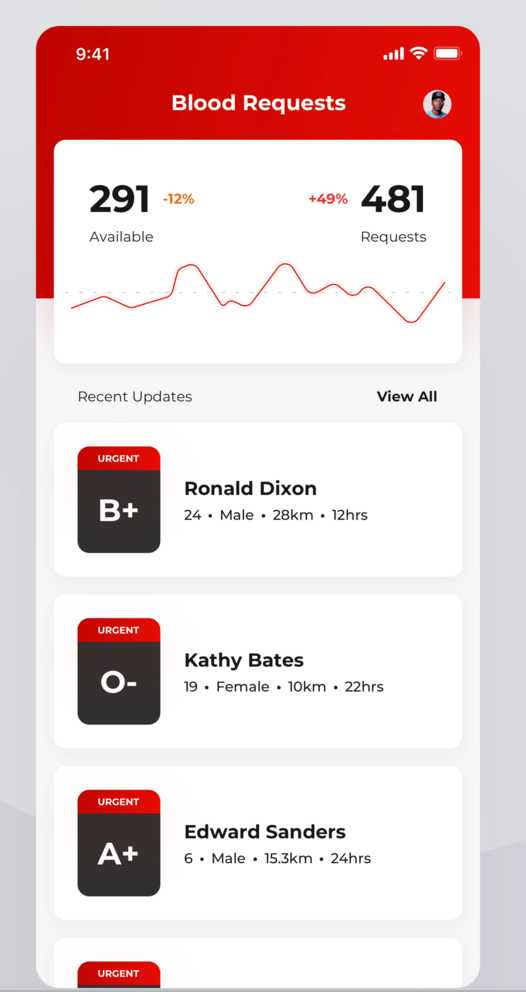 9:41
Blood Requests
291 -12% +49% 481
Available Requests
Recent Updates View All
URGENT
B+
Ronald Dixon
24 • Male • 28km • 12hrs
URGENT
O-
Kathy Bates
19 • Female • 10km • 22hrs
URGENT
A+
Edward Sanders
6 • Male • 15.3km • 24hrs
URGENT